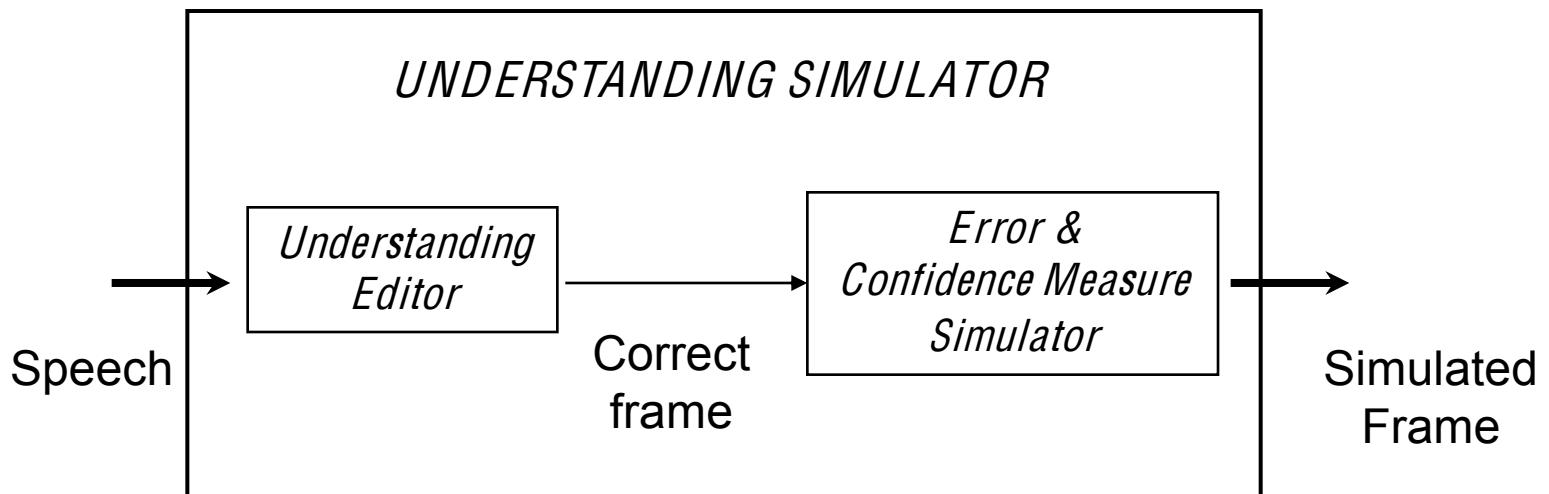 UNDERSTANDING SIMULATOR
Understanding
Editor
Error &
Confidence Measure
Simulator
Speech
Correct
frame
Simulated
Frame